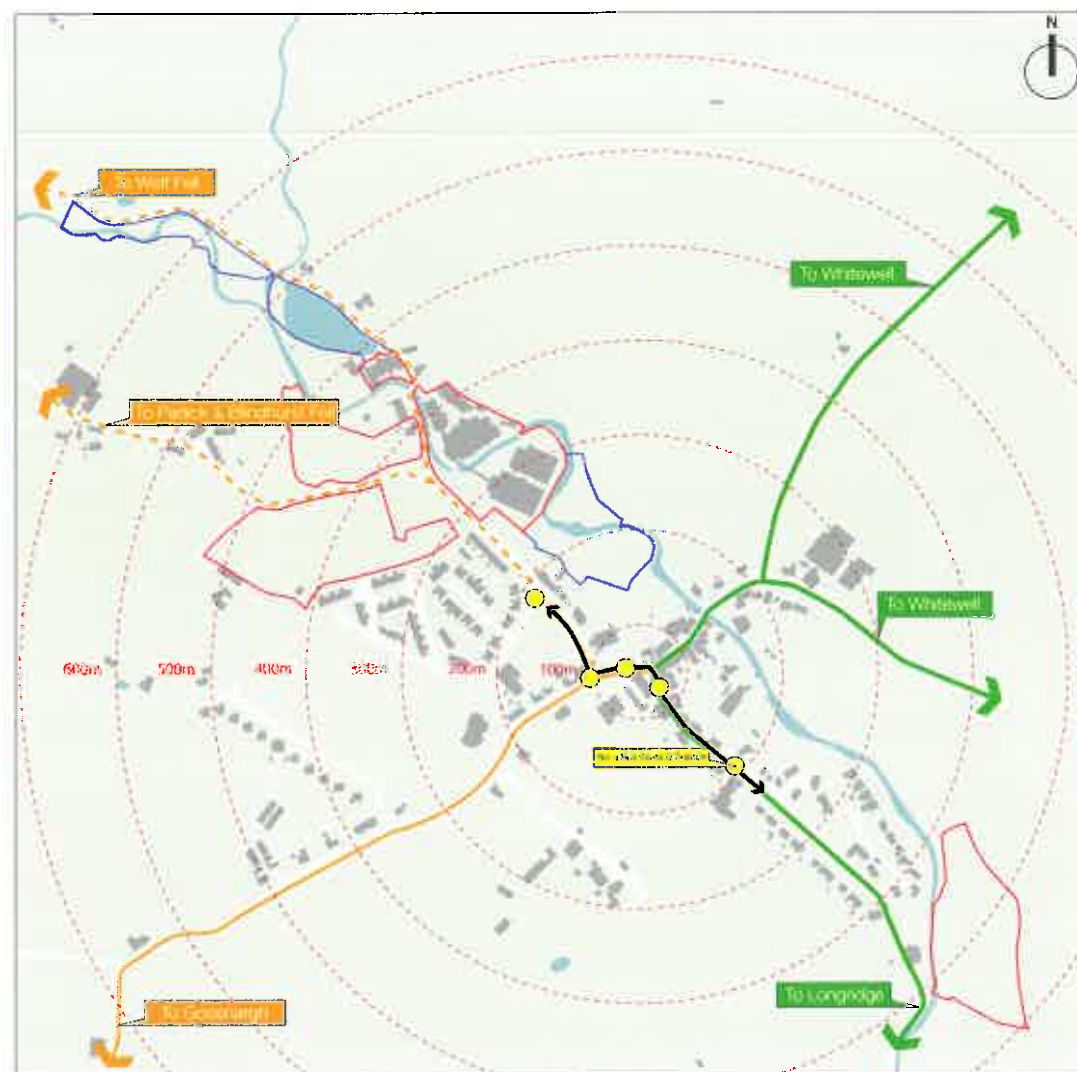 N
To Wolf Fell
To Whitewell
To Parlick & Blindhurst Fell
To Whitewell
600m 500m 400m 300m 200m 100m
To Longridge
To Goosnargh